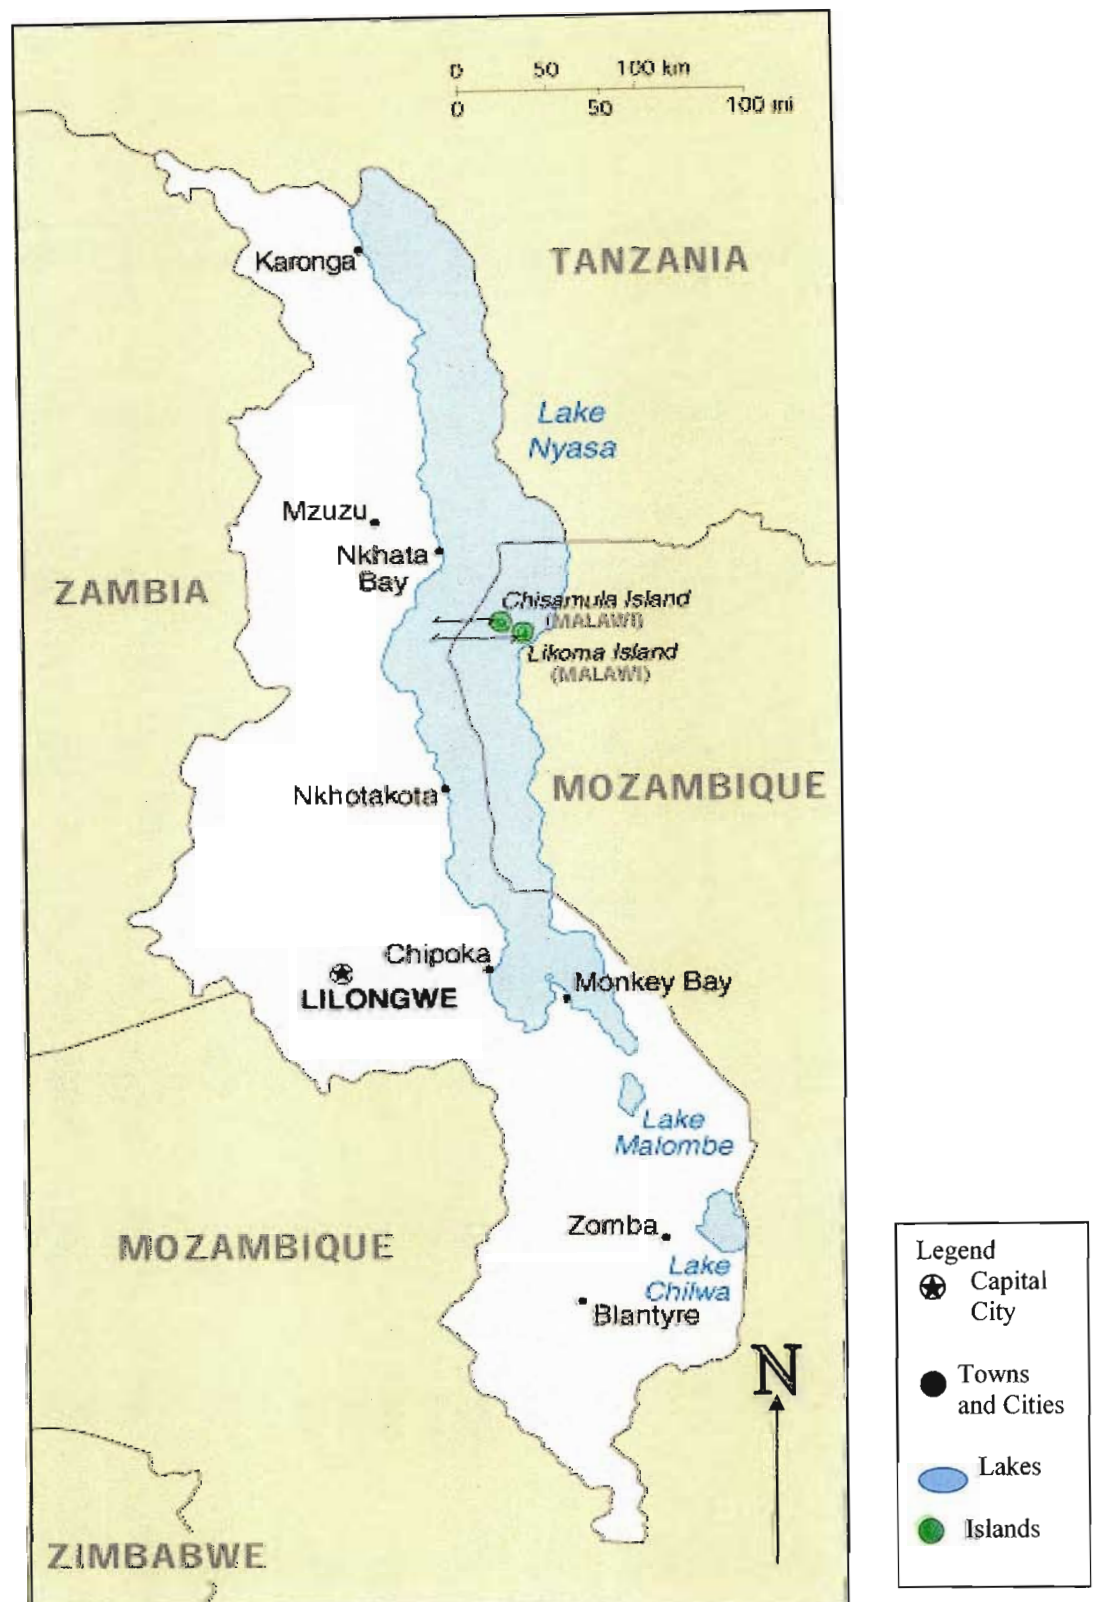 0 50 100 km
0 50 100 mi
Karonga
TANZANIA
Lake
Nyasa
Mzuzu
Nkhata
Bay
ZAMBIA
Chisamula Island
(MALAWI)
Likoma Island
(MALAWI)
Nkhotakota
MOZAMBIQUE
Chipoka
LILONGWE
Monkey Bay
Lake
Malombe
Zomba
MOZAMBIQUE
Lake
Chilwa
Blantyre
N
ZIMBABWE
Legend
Capital
City
Towns
and Cities
Lakes
Islands